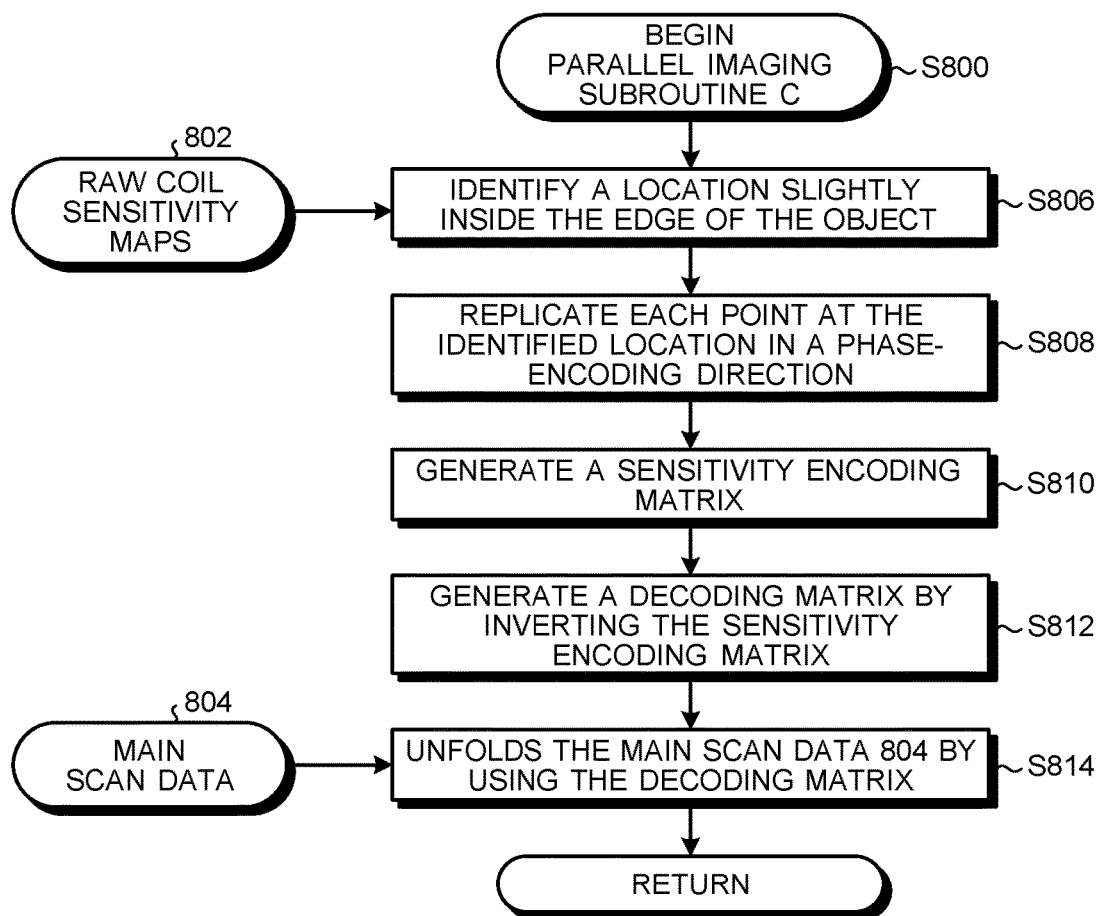 BEGIN
PARALLEL IMAGING
SUBROUTINE C
S800
802
RAW COIL
SENSITIVITY
MAPS
IDENTIFY A LOCATION SLIGHTLY
INSIDE THE EDGE OF THE OBJECT
S806
REPLICATE EACH POINT AT THE
IDENTIFIED LOCATION IN A PHASE-
ENCODING DIRECTION
S808
GENERATE A SENSITIVITY ENCODING
MATRIX
S810
GENERATE A DECODING MATRIX BY
INVERTING THE SENSITIVITY
ENCODING MATRIX
S812
804
MAIN
SCAN DATA
UNFOLDS THE MAIN SCAN DATA 804 BY
USING THE DECODING MATRIX
S814
RETURN